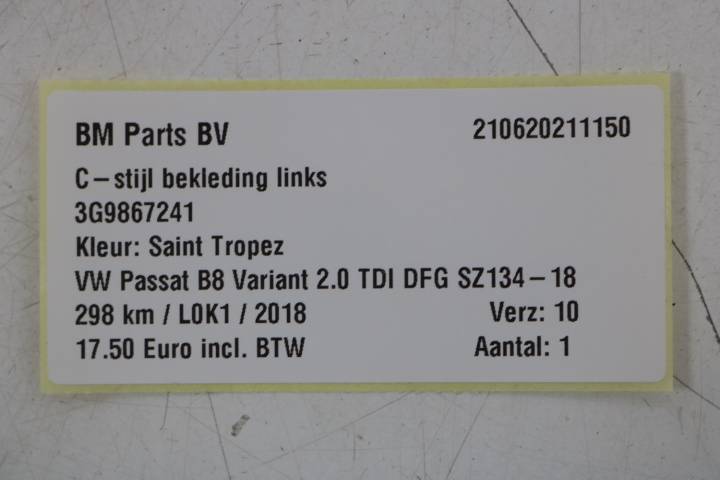 BM Parts BV 210620211150
C-stijl bekleding links
3G9867241
Kleur: Saint Tropez
VW Passat B8 Variant 2.0 TDI DFG SZ134-18
298 km / L0K1 / 2018 Verz: 10
17.50 Euro incl. BTW Aantal: 1